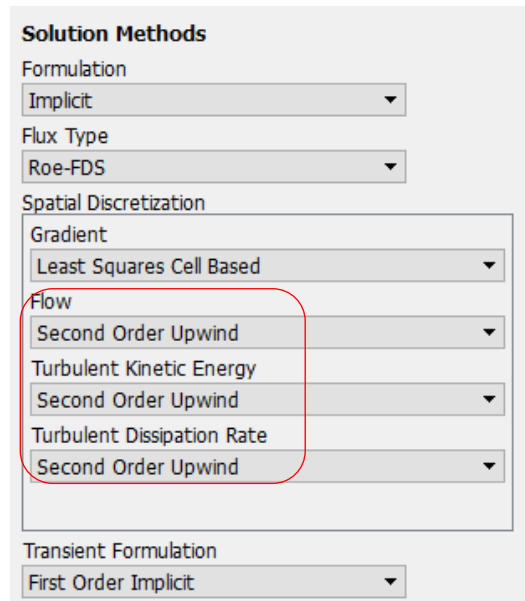 Solution Methods
Formulation
Implicit
Flux Type
Roe-FDS
Spatial Discretization
Gradient
Least Squares Cell Based
Flow
Second Order Upwind
Turbulent Kinetic Energy
Second Order Upwind
Turbulent Dissipation Rate
Second Order Upwind
Transient Formulation
First Order Implicit